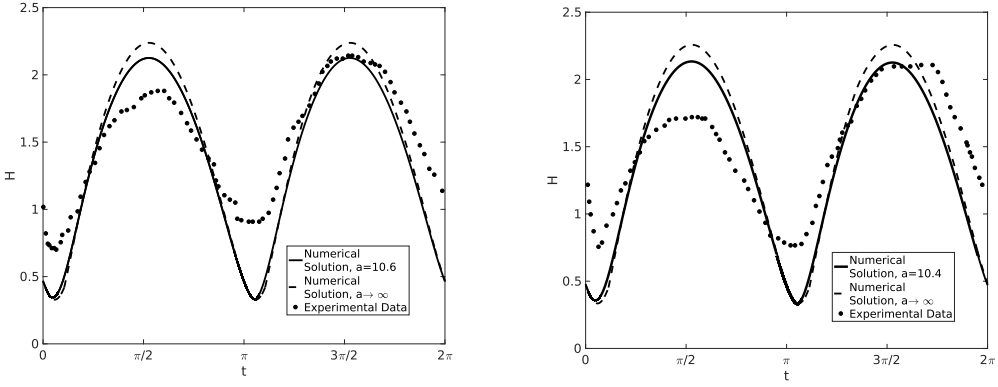 2.5
2
1.5
1
0.5
0
H
0
π/2
π
3π/2
2π
t
Numerical
Solution, a=10.6
Numerical
Solution, a→ ∞
Experimental Data
2.5
2
1.5
1
0.5
0
H
0
π/2
π
3π/2
2π
t
Numerical
Solution, a=10.4
Numerical
Solution, a→ ∞
Experimental Data